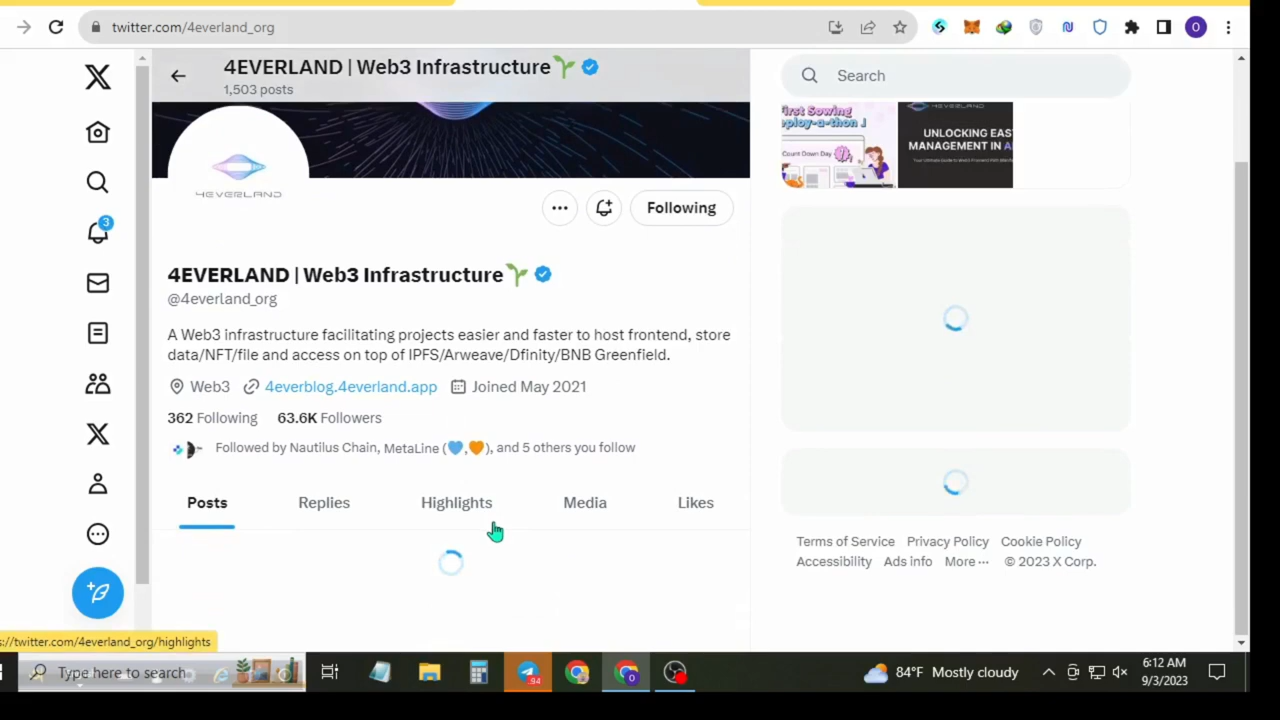 twitter.com/4everland_org
O
4EVERLAND | Web3 Infrastructure🌱
1,503 posts
Search
4EVERLAND
4EVERLAND
Count Down Day
UNLOCKING
MANAGEMENT IN
Following
4EVERLAND | Web3 Infrastructure🌱
@4everland_org
3
A Web3 infrastructure facilitating projects easier and faster to host frontend, store
data/NFT/file and access on top of IPFS/Arweave/Dfinity/BNB Greenfield.
Web3 4everblog.4everland.app Joined May 2021
362 Following 63.6K Followers
Followed by Nautilus Chain, MetaLine (💙,🧡), and 5 others you follow
Posts Replies Highlights Media Likes
Terms of Service Privacy Policy Cookie Policy
Accessibility Ads info More ··· © 2023 X Corp.
s://twitter.com/4everland_org/highlights
Type here to search
94
84°F Mostly cloudy
6:12 AM
9/3/2023